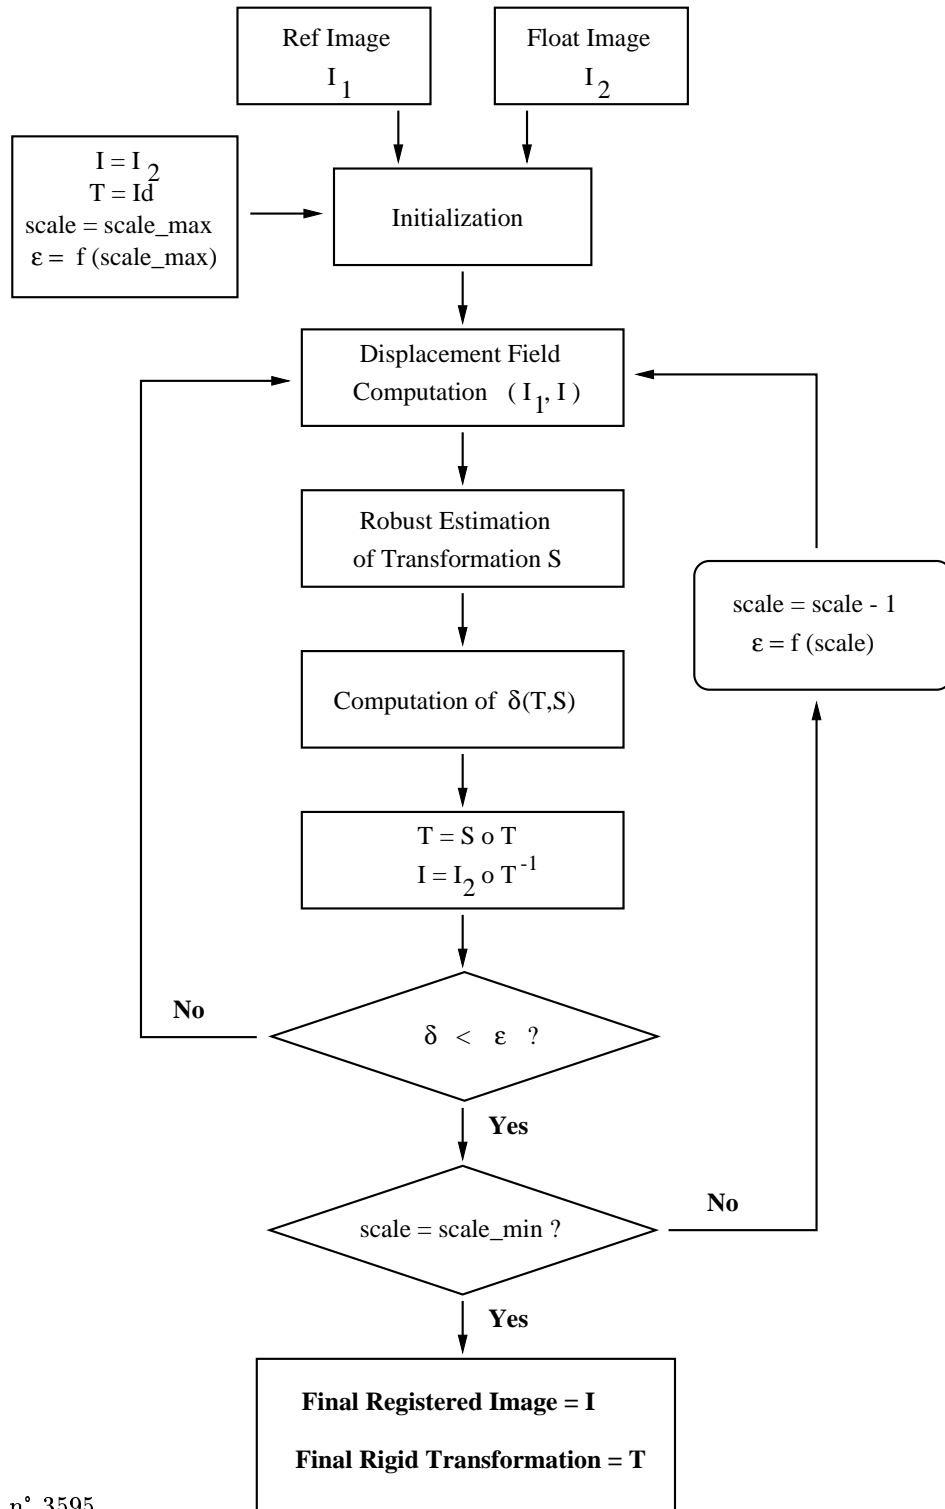 Ref Image
I1
Float Image
I2
I = I2
T = Id
scale = scale_max
ε = f (scale_max)
Initialization
Displacement Field
Computation ( I1, I )
Robust Estimation
of Transformation S
scale = scale - 1
ε = f (scale)
Computation of δ(T,S)
T = S o T
I = I2 o T-1
No
δ < ε ?
Yes
No
scale = scale_min ?
Yes
Final Registered Image = I
Final Rigid Transformation = T
n° 3595